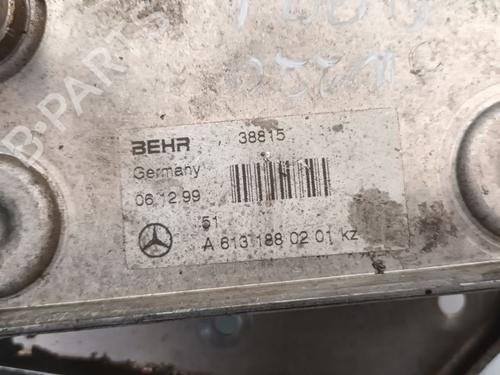 BEHR 38815
Germany
06.12.99
51
A 613 188 02 01 KZ
B-PARTS